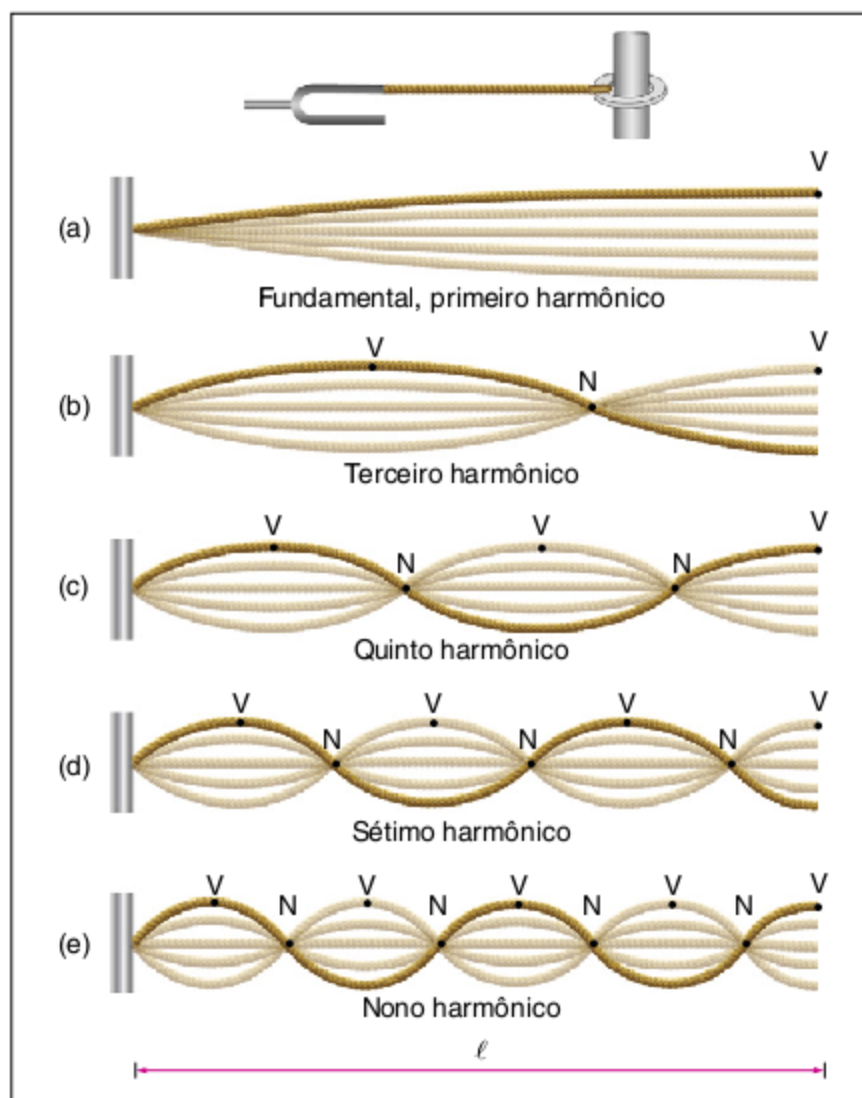 V
(a)
Fundamental, primeiro harmônico
V V
(b) N
Terceiro harmônico
V V V
(c) N N
Quinto harmônico
V V V V
(d) N N N
Sétimo harmônico
V V V V V
(e) N N N N
Nono harmônico
ℓ